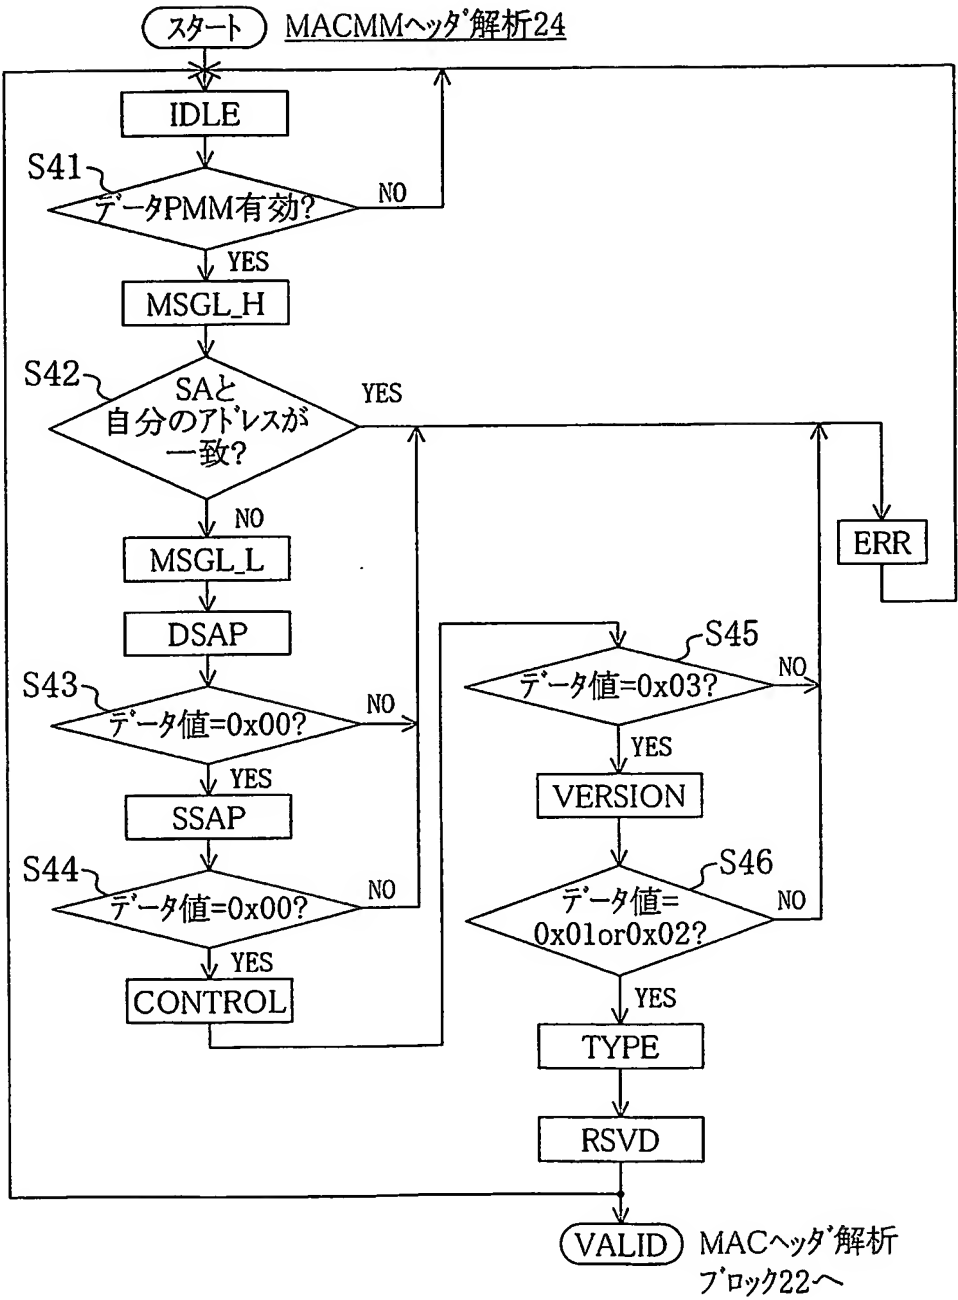 スタート
MACMMヘッダ解析24
IDLE
S41
データPMM有効?
NO
YES
MSGL_H
S42
SAと
自分のアドレスが
一致?
YES
NO
MSGL_L
ERR
DSAP
S43
データ値=0x00?
NO
YES
SSAP
S44
データ値=0x00?
NO
YES
CONTROL
S45
データ値=0x03?
NO
YES
VERSION
S46
データ値=
0x01or0x02?
NO
YES
TYPE
RSVD
VALID
MACヘッダ解析
ブロック22へ